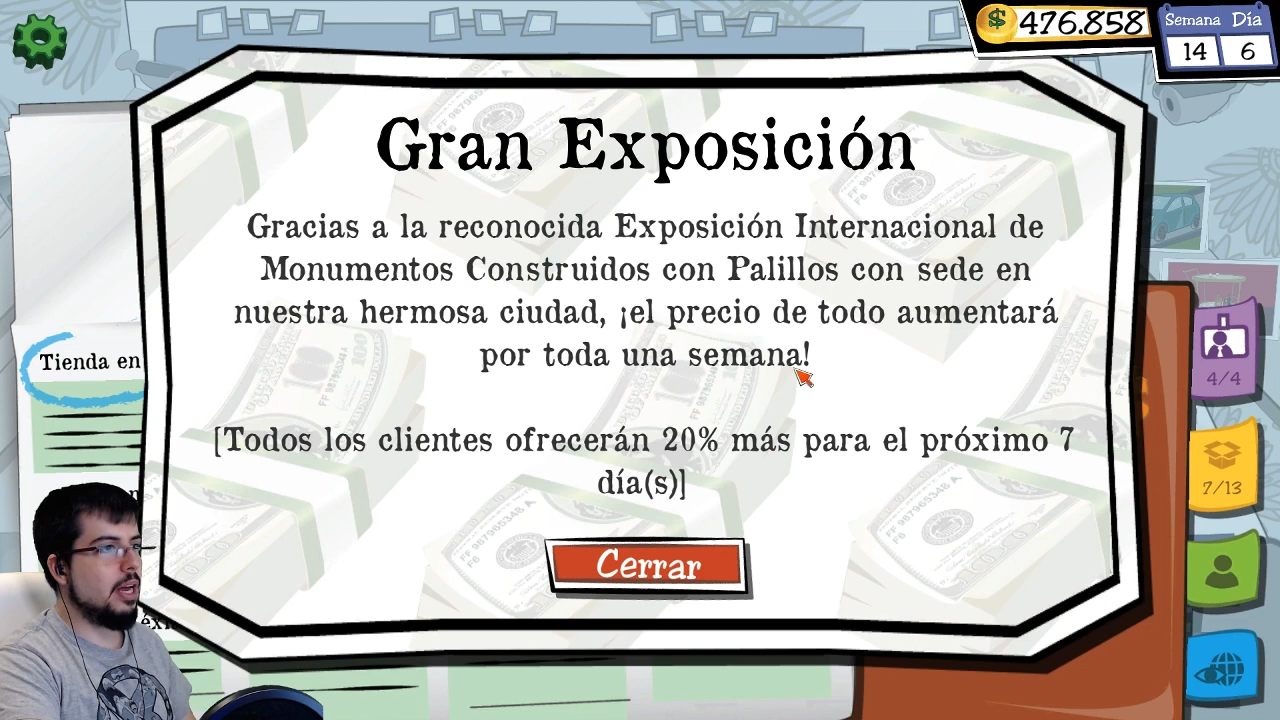 $ 476.858
Semana Día
14 6
Gran Exposición
Gracias a la reconocida Exposición Internacional de
Monumentos Construidos con Palillos con sede en
nuestra hermosa ciudad, ¡el precio de todo aumentará
por toda una semana!
[Todos los clientes ofrecerán 20% más para el próximo 7
día(s)]
Cerrar
Tienda en
4/4
7/13